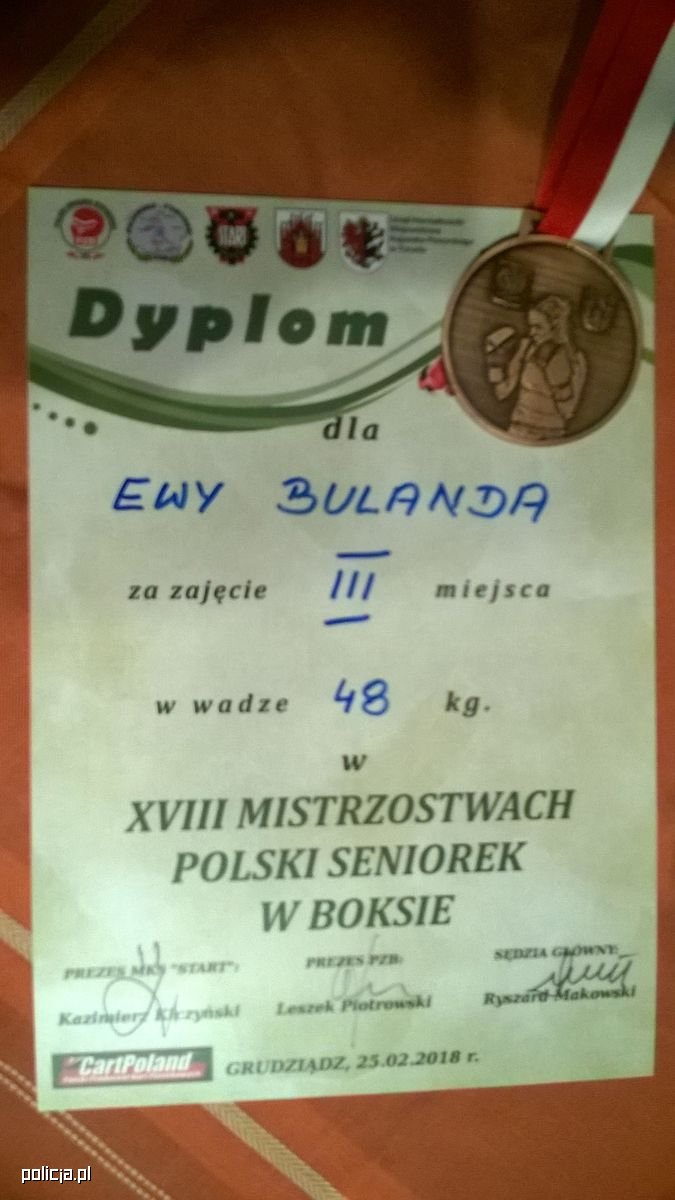 START
Dyplom
dla
EWY BULANDA
za zajęcie III miejsca
w wadze 48 kg.
w
XVIII MISTRZOSTWACH
POLSKI SENIOREK
W BOKSIE
PREZES MKS "START": PREZES PZB: SĘDZIA GŁÓWNY:
Kazimierz Leszek Piotrowski Ryszard Makowski
CartPoland GRUDZIĄDZ, 25.02.2018 r.
policja.pl